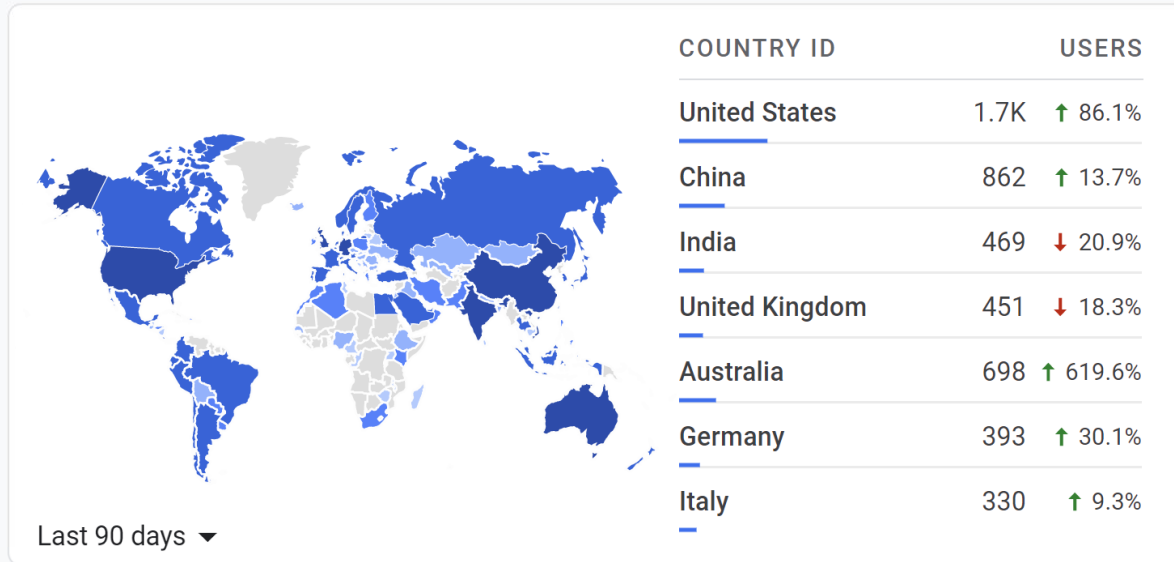 COUNTRY ID USERS
United States 1.7K ↑ 86.1%
China 862 ↑ 13.7%
India 469 ↓ 20.9%
United Kingdom 451 ↓ 18.3%
Australia 698 ↑ 619.6%
Germany 393 ↑ 30.1%
Italy 330 ↑ 9.3%
Last 90 days